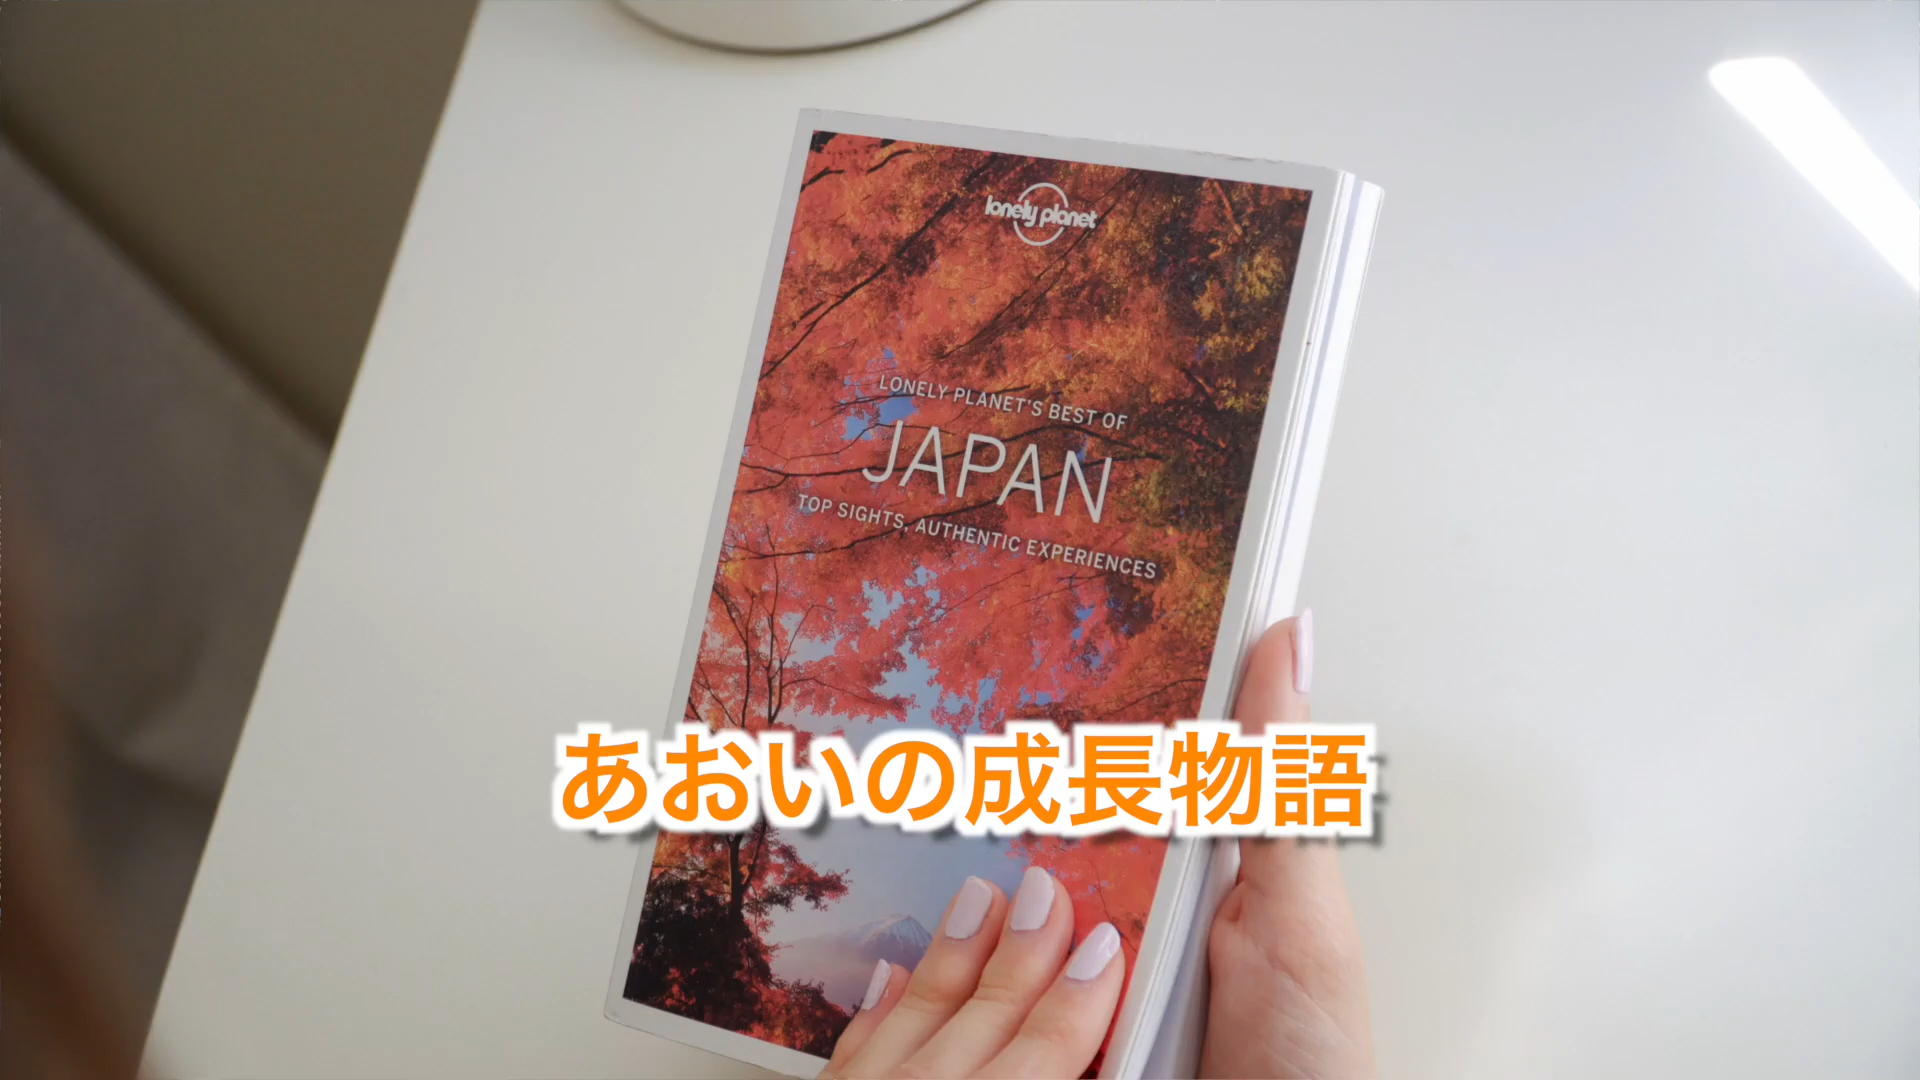 lonely planet
LONELY PLANET'S BEST OF
JAPAN
TOP SIGHTS, AUTHENTIC EXPERIENCES
あおいの成長物語